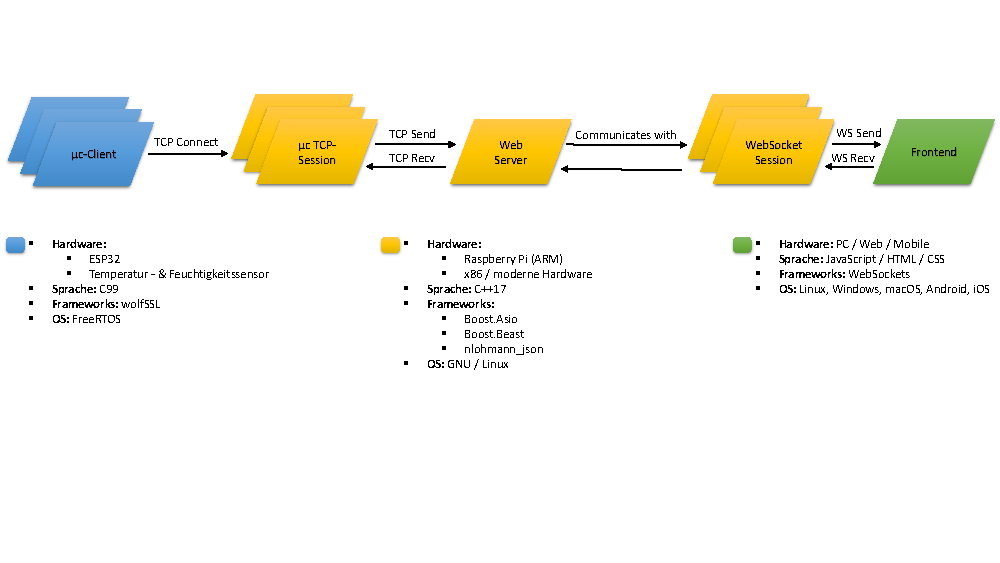 µc-Client
TCP Connect
µc TCP-
Session
TCP Send
TCP Recv
Web
Server
Communicates with
WebSocket
Session
WS Send
WS Recv
Frontend
▪ Hardware:
▪ ESP32
▪ Temperatur - & Feuchtigkeitssensor
▪ Sprache: C99
▪ Frameworks: wolfSSL
▪ OS: FreeRTOS
▪ Hardware:
▪ Raspberry Pi (ARM)
▪ x86 / moderne Hardware
▪ Sprache: C++17
▪ Frameworks:
▪ Boost.Asio
▪ Boost.Beast
▪ nlohmann_json
▪ OS: GNU / Linux
▪ Hardware: PC / Web / Mobile
▪ Sprache: JavaScript / HTML / CSS
▪ Frameworks: WebSockets
▪ OS: Linux, Windows, macOS, Android, iOS